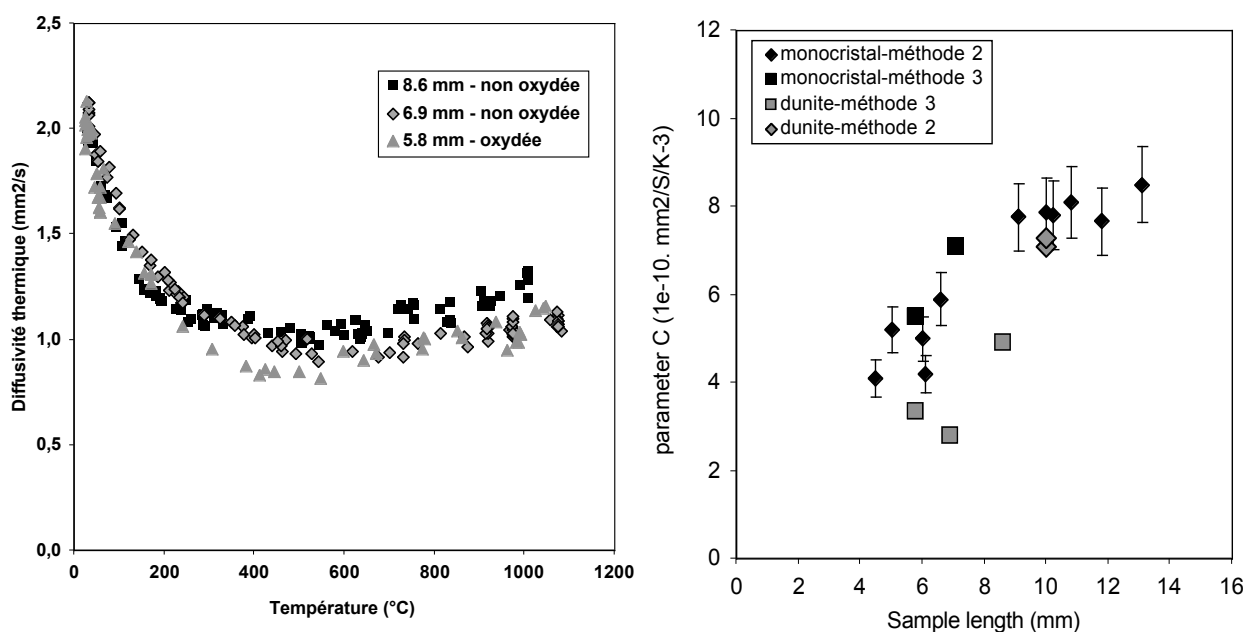 2,5
2,0
1,5
1,0
0,5
0,0
0 200 400 600 800 1000 1200
Diffusivité thermique (mm2/s)
Température (°C)
8.6 mm - non oxydée
6.9 mm - non oxydée
5.8 mm - oxydée
12
10
8
6
4
2
0
0 2 4 6 8 10 12 14 16
parameter C (1e-10. mm2/S/K-3)
Sample length (mm)
monocristal-méthode 2
monocristal-méthode 3
dunite-méthode 3
dunite-méthode 2